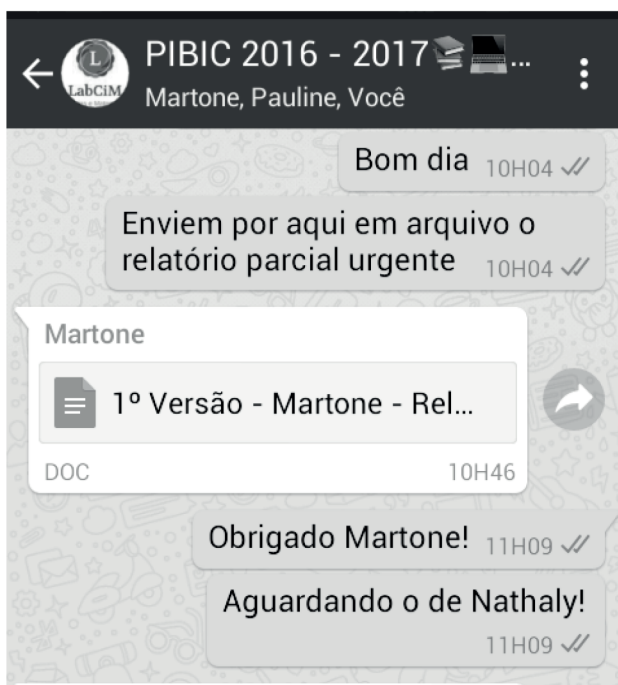 PIBIC 2016 - 2017📚💻...
LabCiM
Martone, Pauline, Você
Bom dia 10H04
Enviem por aqui em arquivo o
relatório parcial urgente 10H04
Martone
1º Versão - Martone - Rel...
DOC 10H46
Obrigado Martone! 11H09
Aguardando o de Nathaly!
11H09